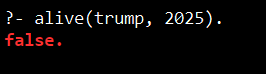 ?- alive(trump, 2025).
false.